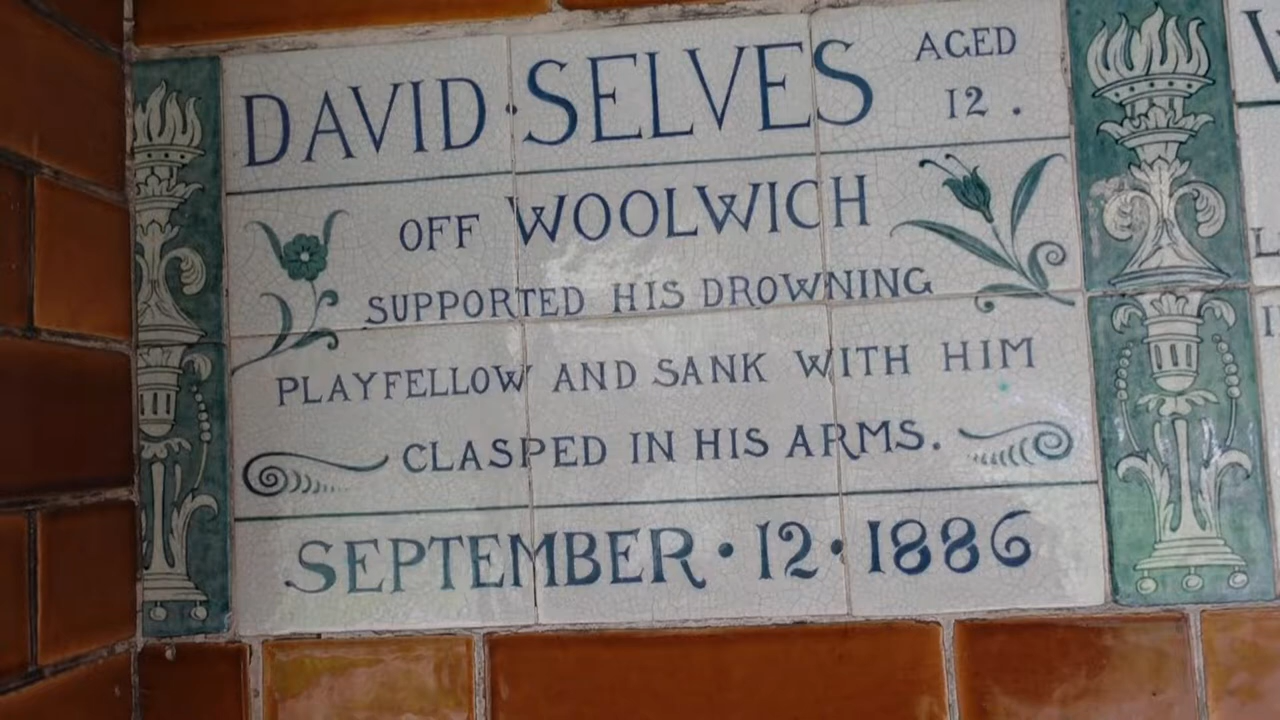 DAVID · SELVES AGED 12 .
OFF WOOLWICH
SUPPORTED HIS DROWNING
PLAYFELLOW AND SANK WITH HIM
CLASPED IN HIS ARMS.
SEPTEMBER · 12 · 1886